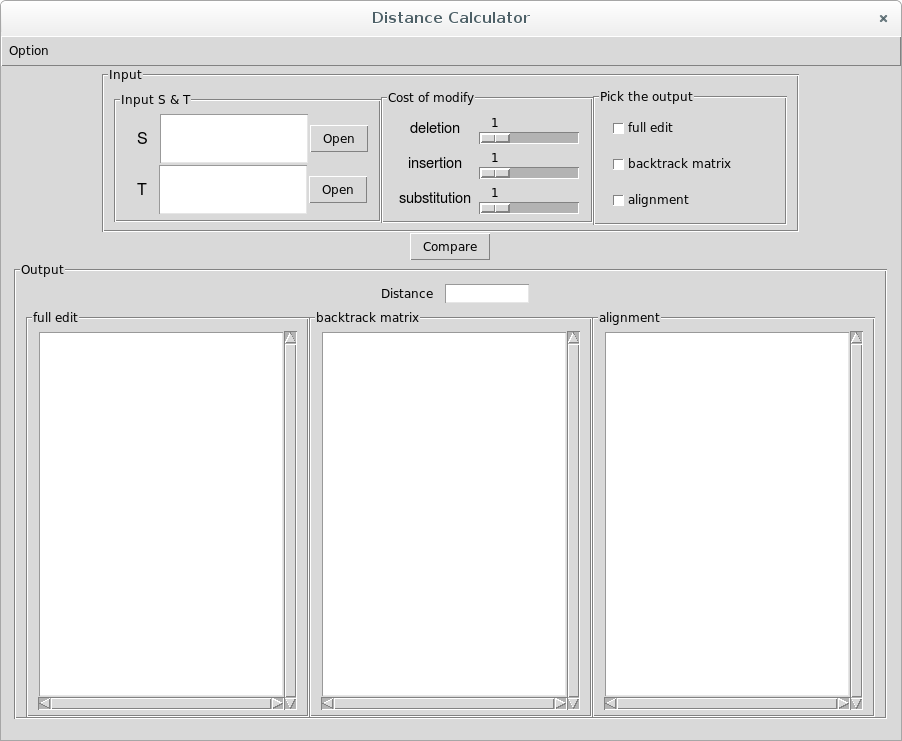 Distance Calculator
×
Option
Input
Input S & T
S
Open
T
Open
Cost of modify
deletion
1
insertion
1
substitution
1
Pick the output
full edit
backtrack matrix
alignment
Compare
Output
Distance
full edit
backtrack matrix
alignment